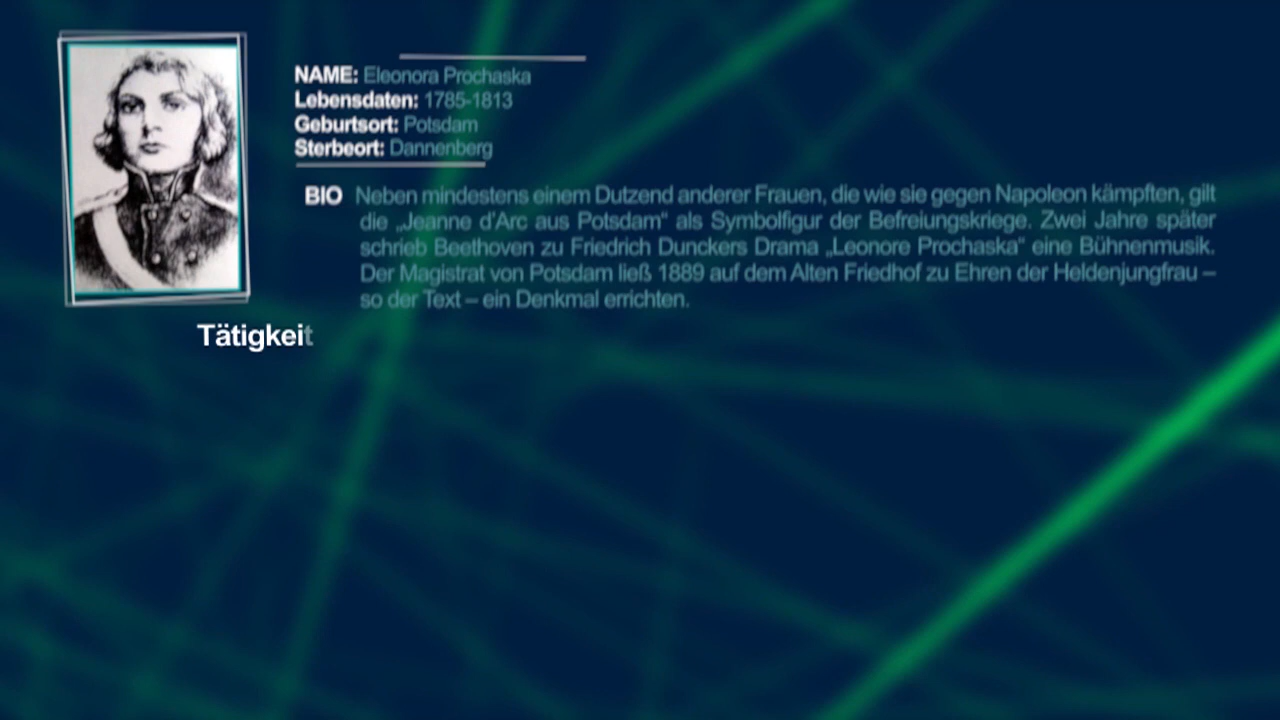 NAME: Eleonora Prochaska
Lebensdaten: 1785-1813
Geburtsort: Potsdam
Sterbeort: Dannenberg
BIO Neben mindestens einem Dutzend anderer Frauen, die wie sie gegen Napoleon kämpften, gilt
die „Jeanne d'Arc aus Potsdam“ als Symbolfigur der Befreiungskriege. Zwei Jahre später
schrieb Beethoven zu Friedrich Dunckers Drama „Leonore Prochaska“ eine Bühnenmusik.
Der Magistrat von Potsdam ließ 1889 auf dem Alten Friedhof zu Ehren der Heldenjungfrau –
so der Text – ein Denkmal errichten.
Tätigkeit